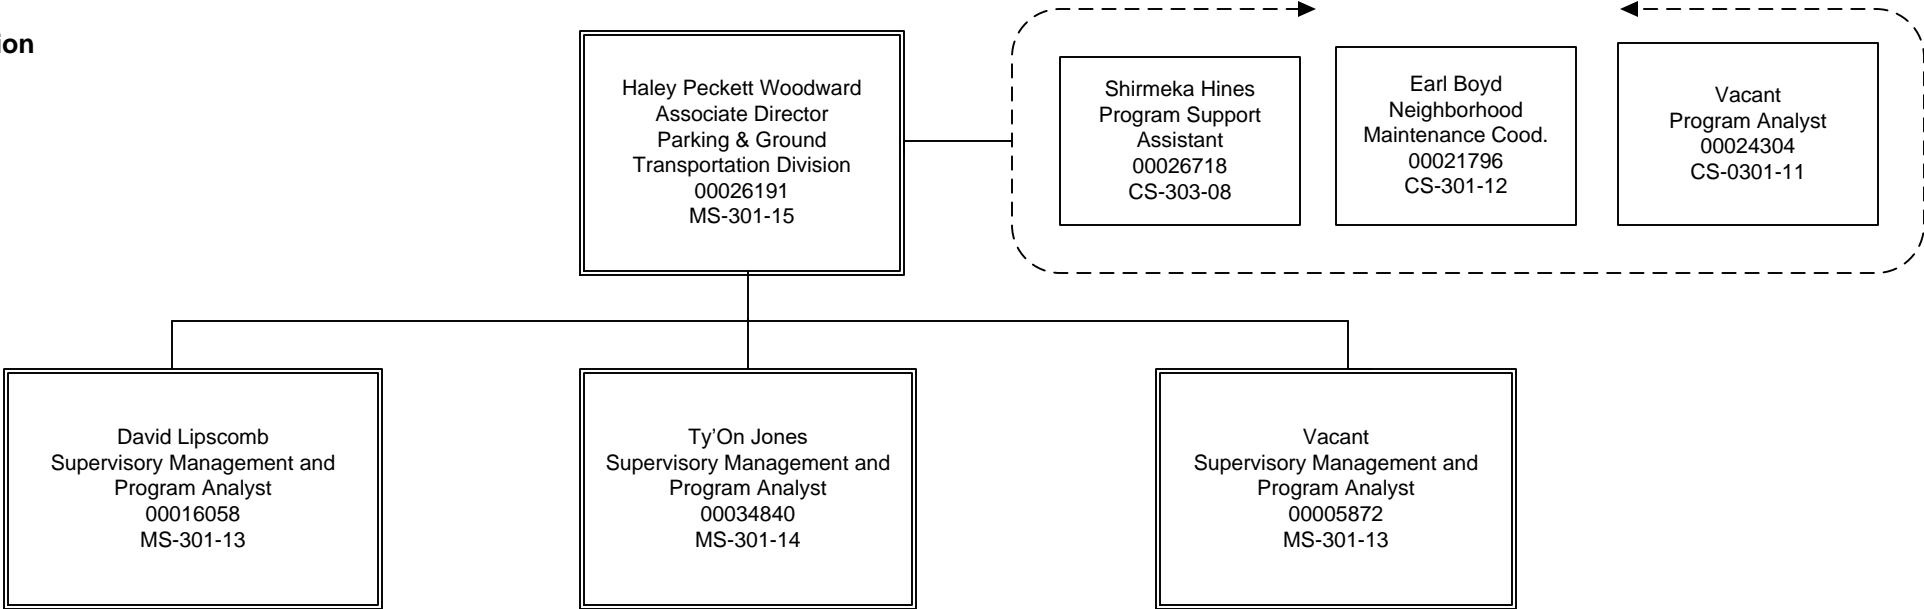 ion
Haley Peckett Woodward
Associate Director
Parking & Ground
Transportation Division
00026191
MS-301-15
Shirmeka Hines
Program Support
Assistant
00026718
CS-303-08
Earl Boyd
Neighborhood
Maintenance Cood.
00021796
CS-301-12
Vacant
Program Analyst
00024304
CS-0301-11
David Lipscomb
Supervisory Management and
Program Analyst
00016058
MS-301-13
Ty’On Jones
Supervisory Management and
Program Analyst
00034840
MS-301-14
Vacant
Supervisory Management and
Program Analyst
00005872
MS-301-13